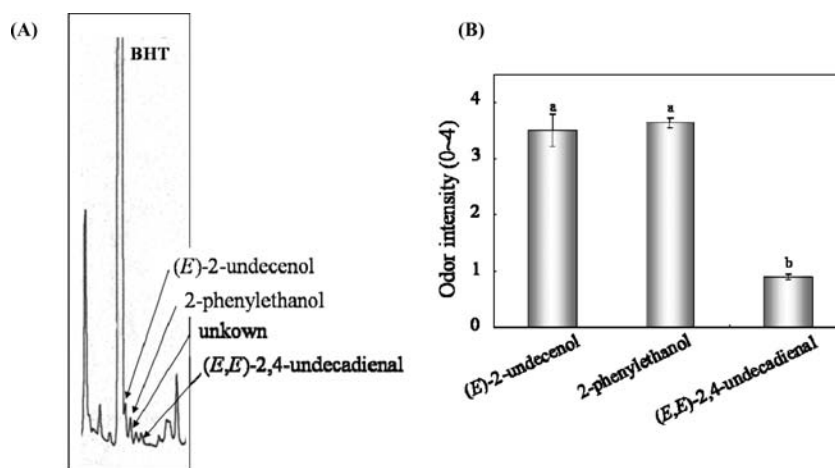 (A)
BHT
(E)-2-undecenol
2-phenylethanol
unkown
(E,E)-2,4-undecadienal
(B)
Odor intensity (0~4)
4
3
2
1
0
a
a
b
(E)-2-undecenol
2-phenylethanol
(E,E)-2,4-undecadienal